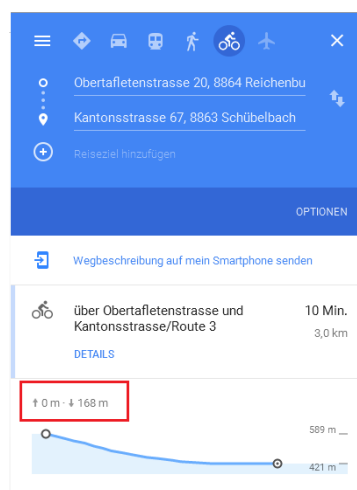 Obertafletenstrasse 20, 8864 Reichenbu
Kantonsstrasse 67, 8863 Schübelbach
Reiseziel hinzufügen
OPTIONEN
Wegbeschreibung auf mein Smartphone senden
über Obertafletenstrasse und 10 Min.
Kantonsstrasse/Route 3 3,0 km
DETAILS
↑ 0 m · ↓ 168 m
589 m
421 m